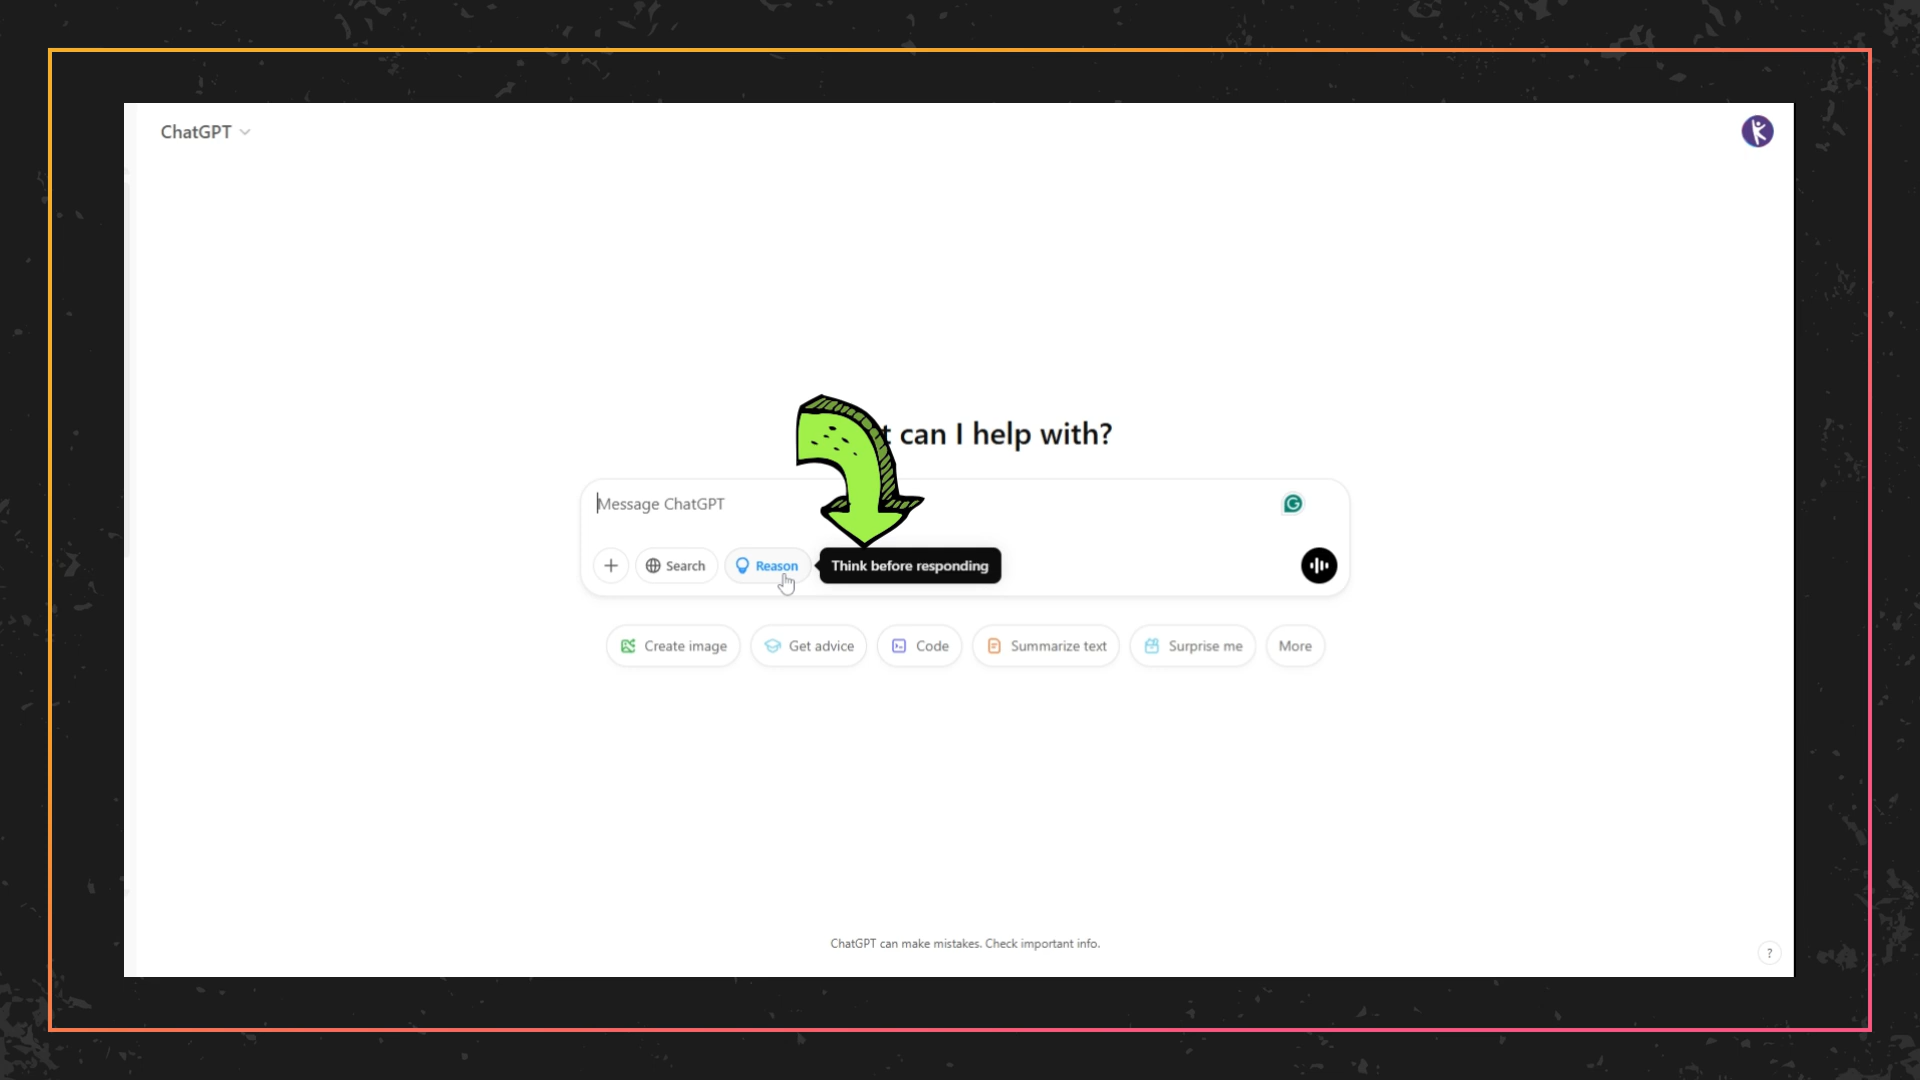 ChatGPT
t can I help with?
Message ChatGPT
Search
Reason
Think before responding
Create image
Get advice
Code
Summarize text
Surprise me
More
ChatGPT can make mistakes. Check important info.
?